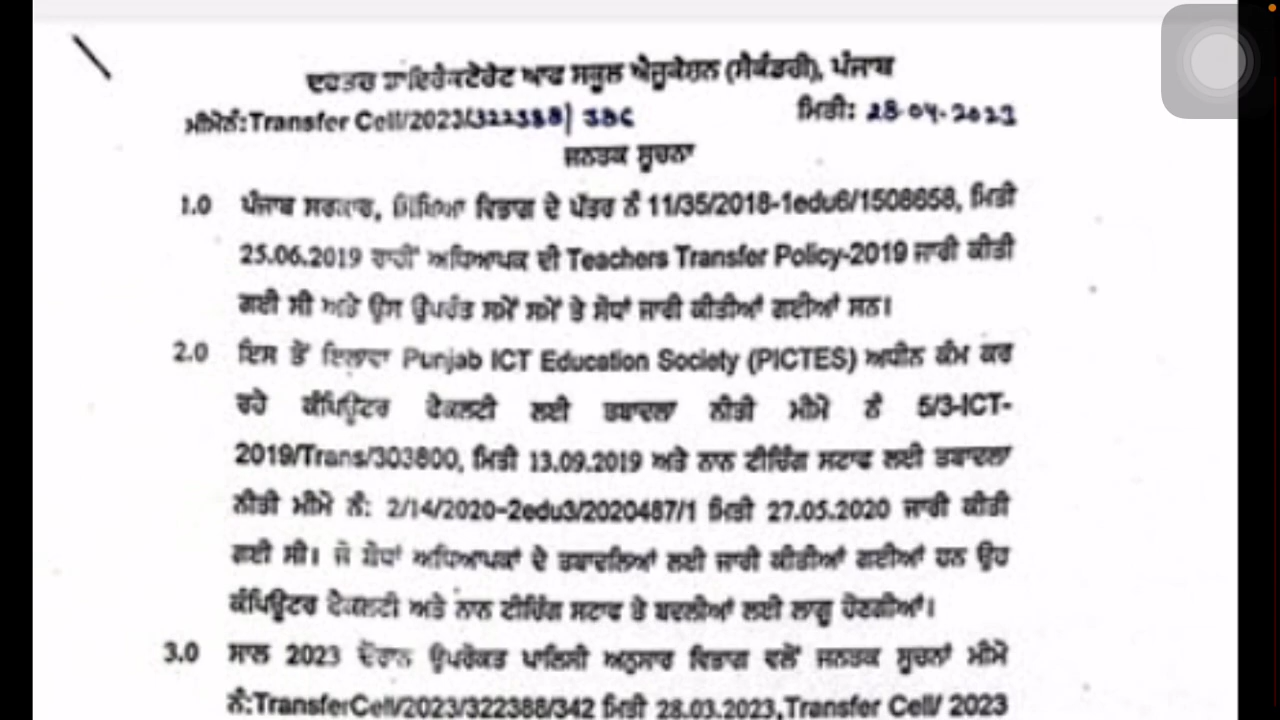 ਦਫਤਰ ਡਾਇਰੈਕਟੋਰੇਟ ਆਫ ਸਕੂਲ ਐਜੂਕੇਸ਼ਨ (ਸੈਕੰਡਰੀ), ਪੰਜਾਬ
ਮੀਮੋਨੰ:Transfer Cell/2023/(322388) ਮਿਤੀ: 28-04-2023
ਜਨਤਕ ਸੂਚਨਾ
1.0 ਪੰਜਾਬ ਸਰਕਾਰ, ਸਿੱਖਿਆ ਵਿਭਾਗ ਦੇ ਪੱਤਰ ਨੰ 11/35/2018-1edu6/1508658, ਮਿਤੀ
25.06.2019 ਰਾਹੀਂ ਅਧਿਆਪਕ ਦੀ Teachers Transfer Policy-2019 ਜਾਰੀ ਕੀਤੀ
ਗਈ ਸੀ ਅਤੇ ਉਸ ਉਪਰੰਤ ਸਮੇਂ ਸਮੇਂ ਤੇ ਸੋਧਾਂ ਜਾਰੀ ਕੀਤੀਆਂ ਗਈਆਂ ਸਨ।
2.0 ਇਸ ਤੋਂ ਇਲਾਵਾ Punjab ICT Education Society (PICTES) ਅਧੀਨ ਕੰਮ ਕਰ
ਰਹੇ ਕੰਪਿਊਟਰ ਫੈਕਲਟੀ ਲਈ ਤਬਾਦਲਾ ਨੀਤੀ ਮੀਮੋ ਨੰ 5/3-ICT-
2019/Trans/303800, ਮਿਤੀ 13.09.2019 ਅਤੇ ਨਾਨ ਟੀਚਿੰਗ ਸਟਾਫ ਲਈ ਤਬਾਦਲਾ
ਨੀਤੀ ਮੀਮੋ ਨੰ: 2/14/2020-2edu3/2020487/1 ਮਿਤੀ 27.05.2020 ਜਾਰੀ ਕੀਤੀ
ਗਈ ਸੀ। ਜੋ ਸੋਧਾਂ ਅਧਿਆਪਕਾਂ ਦੇ ਤਬਾਦਲਿਆਂ ਲਈ ਜਾਰੀ ਕੀਤੀਆਂ ਗਈਆਂ ਹਨ ਉਹ
ਕੰਪਿਊਟਰ ਫੈਕਲਟੀ ਅਤੇ ਨਾਨ ਟੀਚਿੰਗ ਸਟਾਫ ਤੇ ਬਦਲੀਆਂ ਲਈ ਲਾਗੂ ਹੋਣਗੀਆਂ।
3.0 ਸਾਲ 2023 ਦੌਰਾਨ ਉਪਰੋਕਤ ਪਾਲਿਸੀ ਅਨੁਸਾਰ ਵਿਭਾਗ ਵਲੋਂ ਜਨਤਕ ਸੂਚਨਾਂ ਮੀਮੋ
ਨੰ:TransferCell/2023/322388/342 ਮਿਤੀ 28.03.2023,Transfer Cell/ 2023